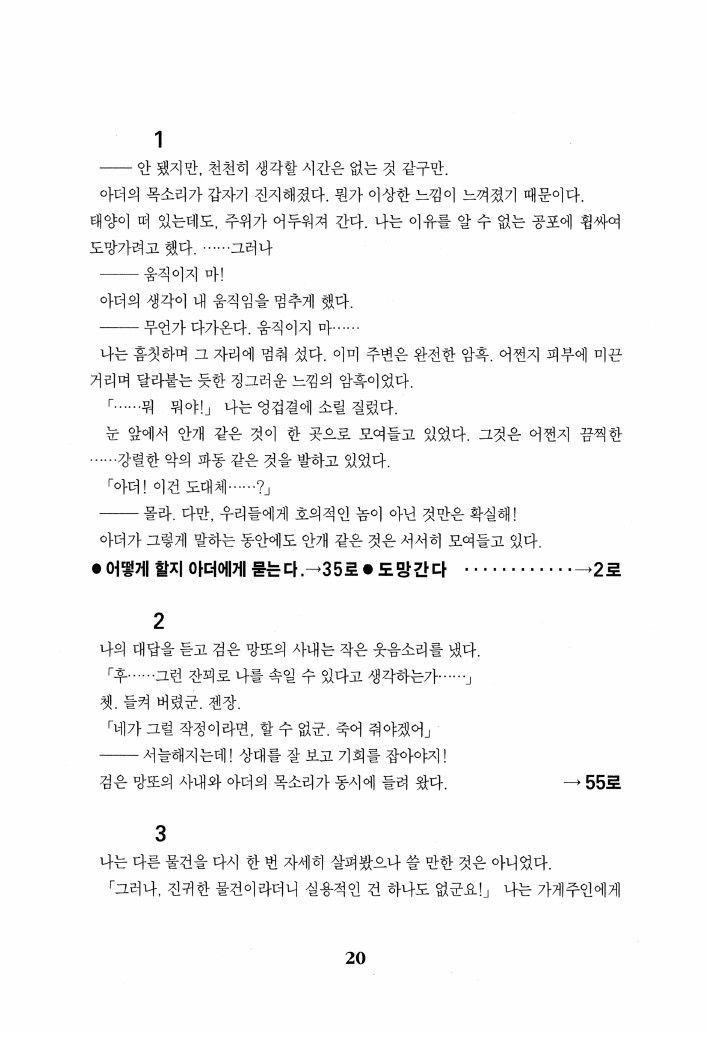 1
—— 안 됐지만, 천천히 생각할 시간은 없는 것 같구만.
아더의 목소리가 갑자기 진지해졌다. 뭔가 이상한 느낌이 느껴졌기 때문이다.
태양이 떠 있는데도, 주위가 어두워져 간다. 나는 이유를 알 수 없는 공포에 휩싸여
도망가려고 했다. ……그러나
—— 움직이지 마!
아더의 생각이 내 움직임을 멈추게 했다.
—— 무언가 다가온다. 움직이지 마……
나는 흠칫하며 그 자리에 멈춰 섰다. 이미 주변은 완전한 암흑. 어쩐지 피부에 미끈
거리며 달라붙는 듯한 징그러운 느낌의 암흑이었다.
「……뭐 뭐야!」 나는 엉겁결에 소릴 질렀다.
눈 앞에서 안개 같은 것이 한 곳으로 모여들고 있었다. 그것은 어쩐지 끔찍한
……강렬한 악의 파동 같은 것을 발하고 있었다.
「아더! 이건 도대체……?」
—— 몰라. 다만, 우리들에게 호의적인 놈이 아닌 것만은 확실해!
아더가 그렇게 말하는 동안에도 안개 같은 것은 서서히 모여들고 있다.
●어떻게 할지 아더에게 묻는다.→35로●도망간다 ············→2로
2
나의 대답을 듣고 검은 망또의 사내는 작은 웃음소리를 냈다.
「후……그런 잔꾀로 나를 속일 수 있다고 생각하는가……」
쳇. 들켜 버렸군. 젠장.
「네가 그럴 작정이라면, 할 수 없군. 죽어 줘야겠어」
—— 서늘해지는데! 상대를 잘 보고 기회를 잡아야지!
검은 망또의 사내와 아더의 목소리가 동시에 들려 왔다. → 55로
3
나는 다른 물건을 다시 한 번 자세히 살펴봤으나 쓸 만한 것은 아니었다.
「그러나, 진귀한 물건이라더니 실용적인 건 하나도 없군요!」 나는 가게주인에게
20